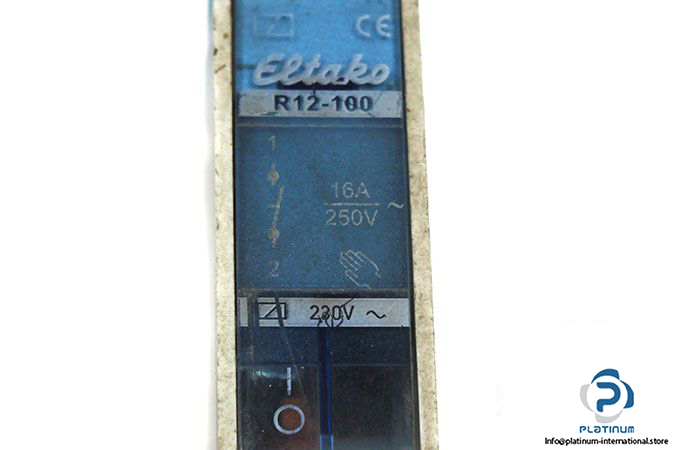 CE
Eltako
R12-100
1
16A
250V ~
2
230V ~
I
O
PLATINUM
Info@platinum-international.store